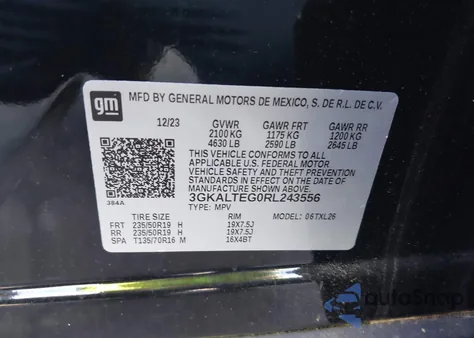 gm
MFD BY GENERAL MOTORS DE MEXICO, S. DE R.L. DE C.V.
12/23 GVWR GAWR FRT GAWR RR
2100 KG 1175 KG 1200 KG
4630 LB 2590 LB 2645 LB
THIS VEHICLE CONFORMS TO ALL
APPLICABLE U.S. FEDERAL MOTOR
VEHICLE SAFETY AND THEFT
PREVENTION STANDARDS IN EFFECT
ON THE DATE OF MANUFACTURE
SHOWN ABOVE.
384A 3GKALTEG0RL243556
TYPE: MPV
TIRE SIZE RIM MODEL: 06TXL26
FRT 235/50R19 H 19X7.5J
RR 235/50R19 H 19X7.5J
SPA T135/70R16 M 16X4BT
autoSnap